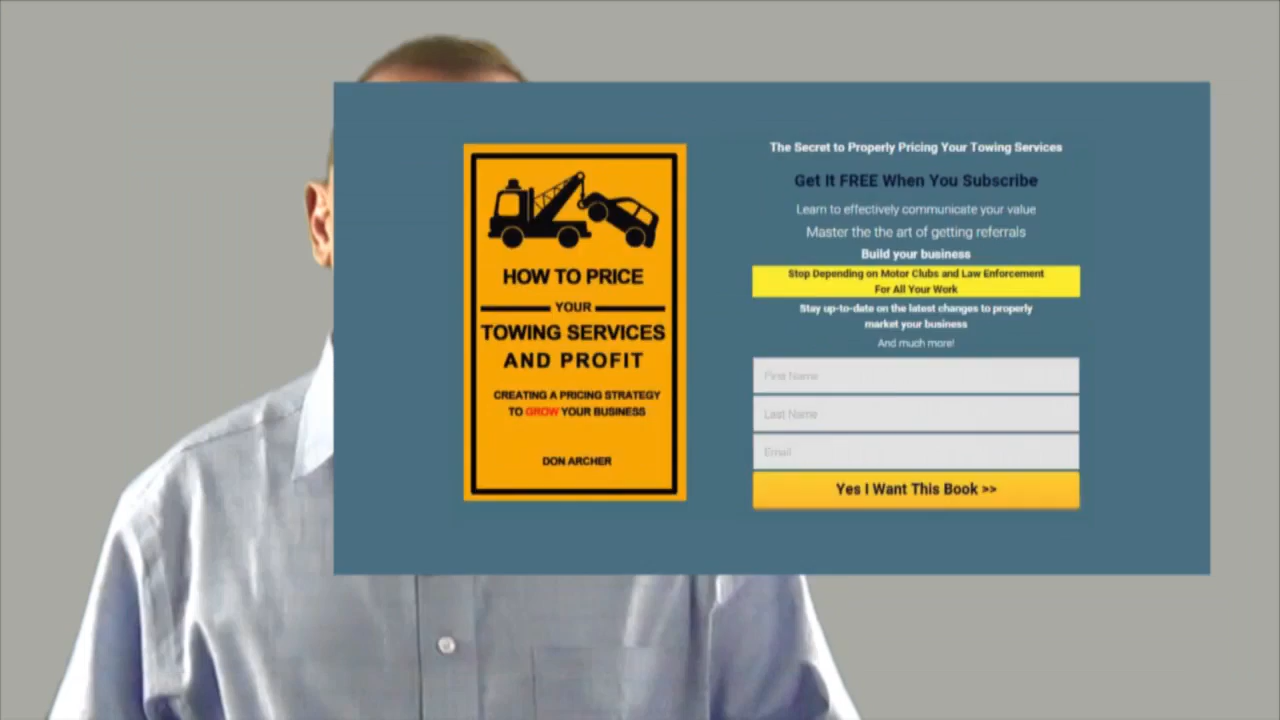 HOW TO PRICE
YOUR
TOWING SERVICES
AND PROFIT
CREATING A PRICING STRATEGY
TO GROW YOUR BUSINESS
DON ARCHER
The Secret to Properly Pricing Your Towing Services
Get It FREE When You Subscribe
Learn to effectively communicate your value
Master the the art of getting referrals
Build your business
Stop Depending on Motor Clubs and Law Enforcement
For All Your Work
Stay up-to-date on the latest changes to properly
market your business
And much more!
First Name
Last Name
Email
Yes I Want This Book >>